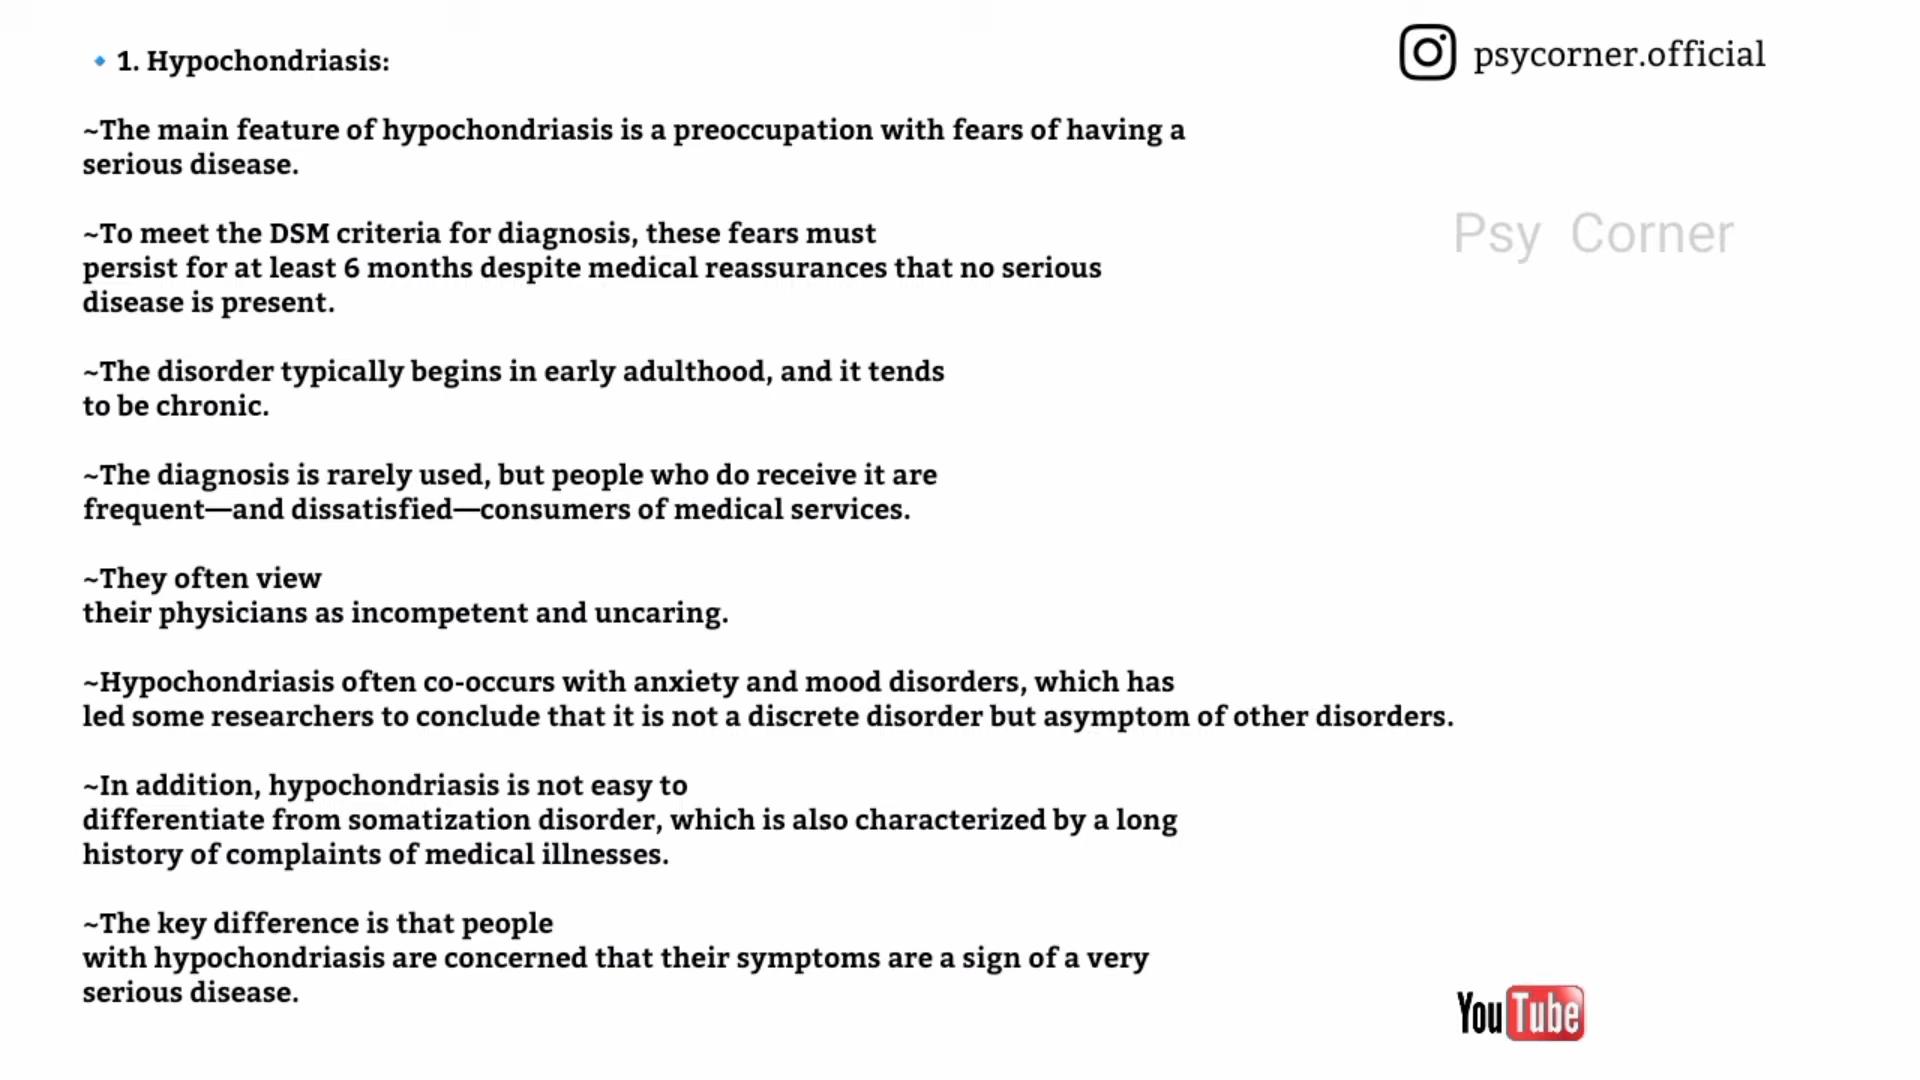 1. Hypochondriasis:
psycorner.official
~The main feature of hypochondriasis is a preoccupation with fears of having a
serious disease.
Psy Corner
~To meet the DSM criteria for diagnosis, these fears must
persist for at least 6 months despite medical reassurances that no serious
disease is present.
~The disorder typically begins in early adulthood, and it tends
to be chronic.
~The diagnosis is rarely used, but people who do receive it are
frequent—and dissatisfied—consumers of medical services.
~They often view
their physicians as incompetent and uncaring.
~Hypochondriasis often co-occurs with anxiety and mood disorders, which has
led some researchers to conclude that it is not a discrete disorder but asymptom of other disorders.
~In addition, hypochondriasis is not easy to
differentiate from somatization disorder, which is also characterized by a long
history of complaints of medical illnesses.
~The key difference is that people
with hypochondriasis are concerned that their symptoms are a sign of a very
serious disease.
YouTube